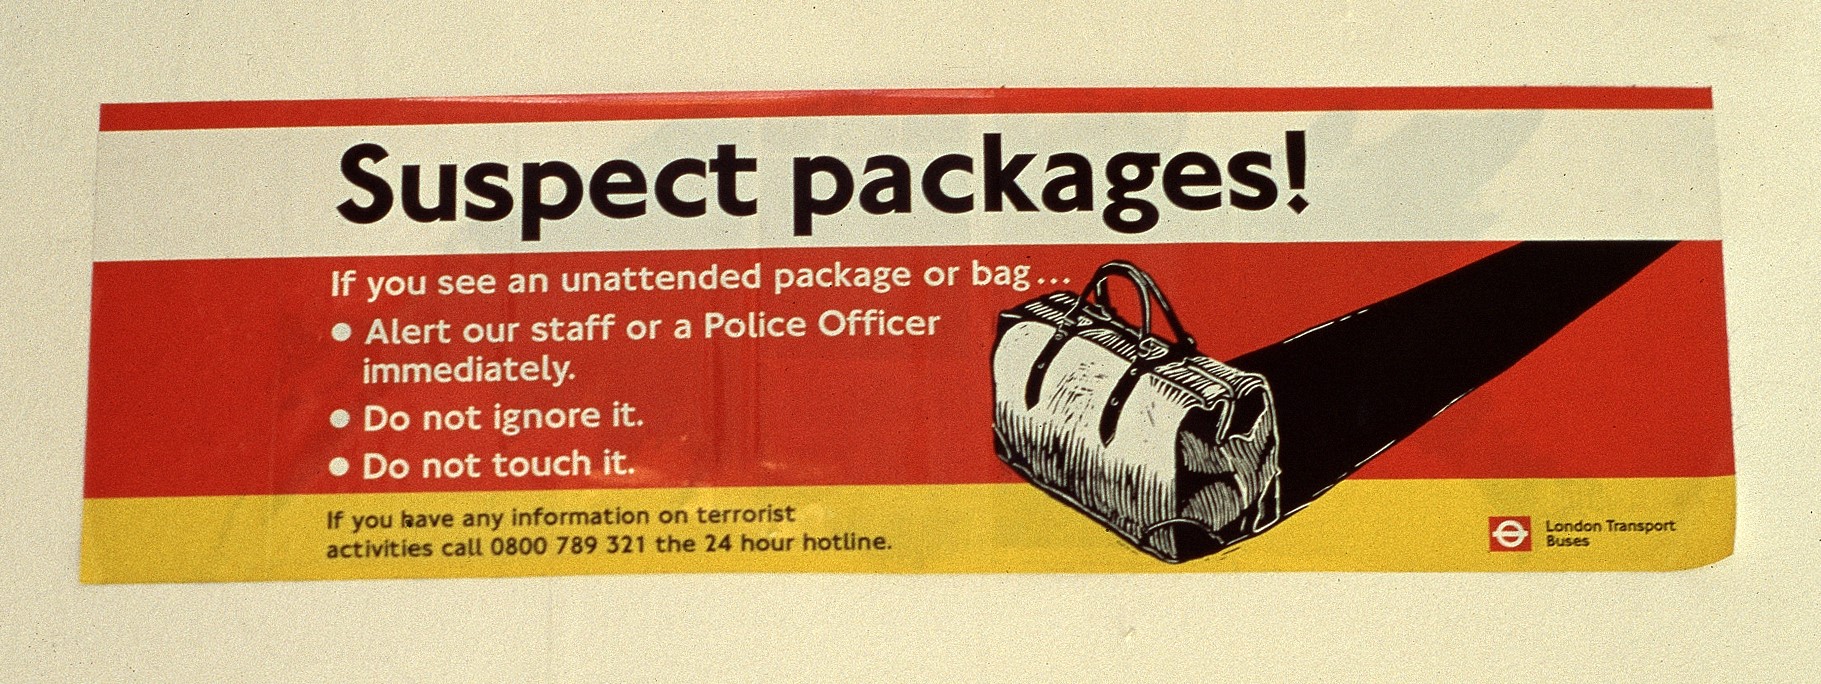 Suspect packages!
If you see an unattended package or bag...
● Alert our staff or a Police Officer
immediately.
● Do not ignore it.
● Do not touch it.
If you have any information on terrorist
activities call 0800 789 321 the 24 hour hotline.
London Transport
Buses